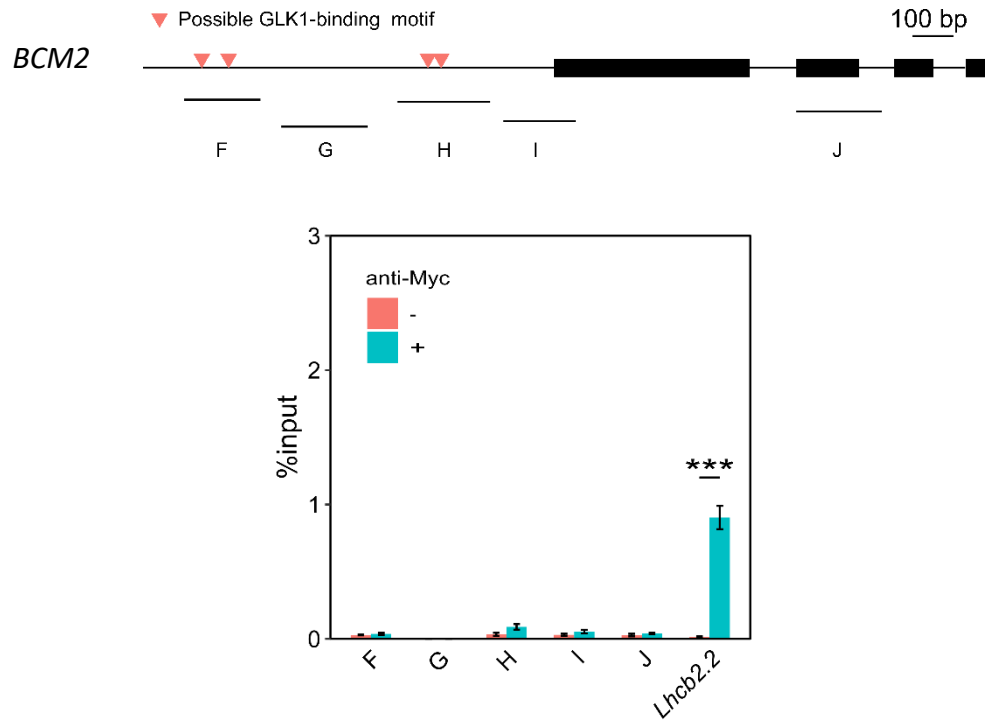 Possible GLK1-binding motif
100 bp
BCM2
F G H I J
3
anti-Myc
-
+
2
%input
***
1
0
F G H I J Lhcb2.2